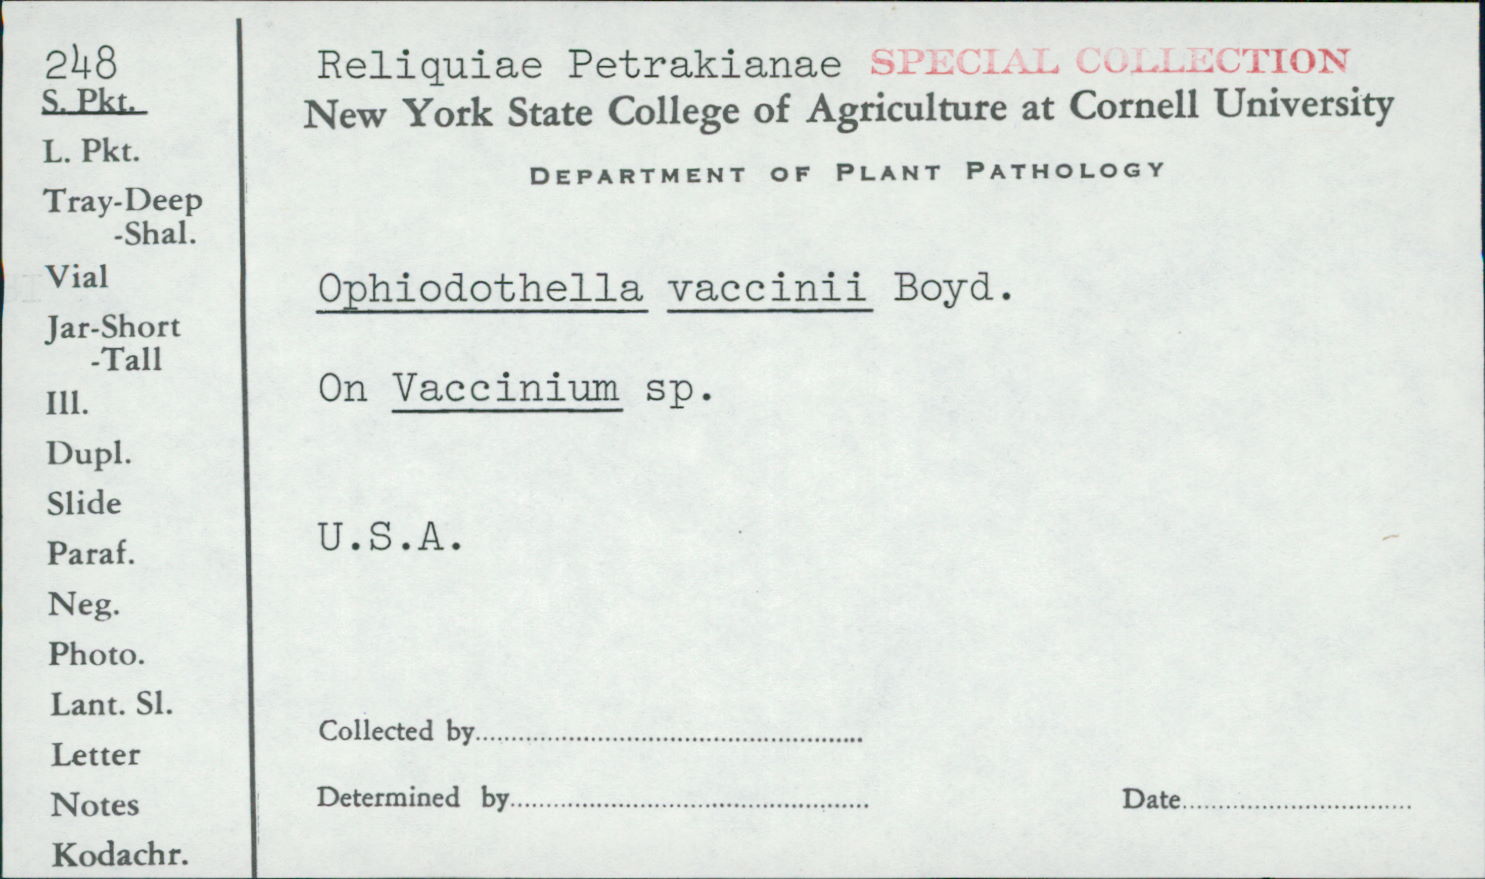 248
S. Pkt.
L. Pkt.
Tray-Deep
-Shal.
Vial
Jar-Short
-Tall
Ill.
Dupl.
Slide
Paraf.
Neg.
Photo.
Lant. Sl.
Letter
Notes
Kodachr.
Reliquiae Petrakianae SPECIAL COLLECTION
New York State College of Agriculture at Cornell University
DEPARTMENT OF PLANT PATHOLOGY
Ophiodothella vaccinii Boyd.
On Vaccinium sp.
U.S.A.
Collected by
Determined by Date